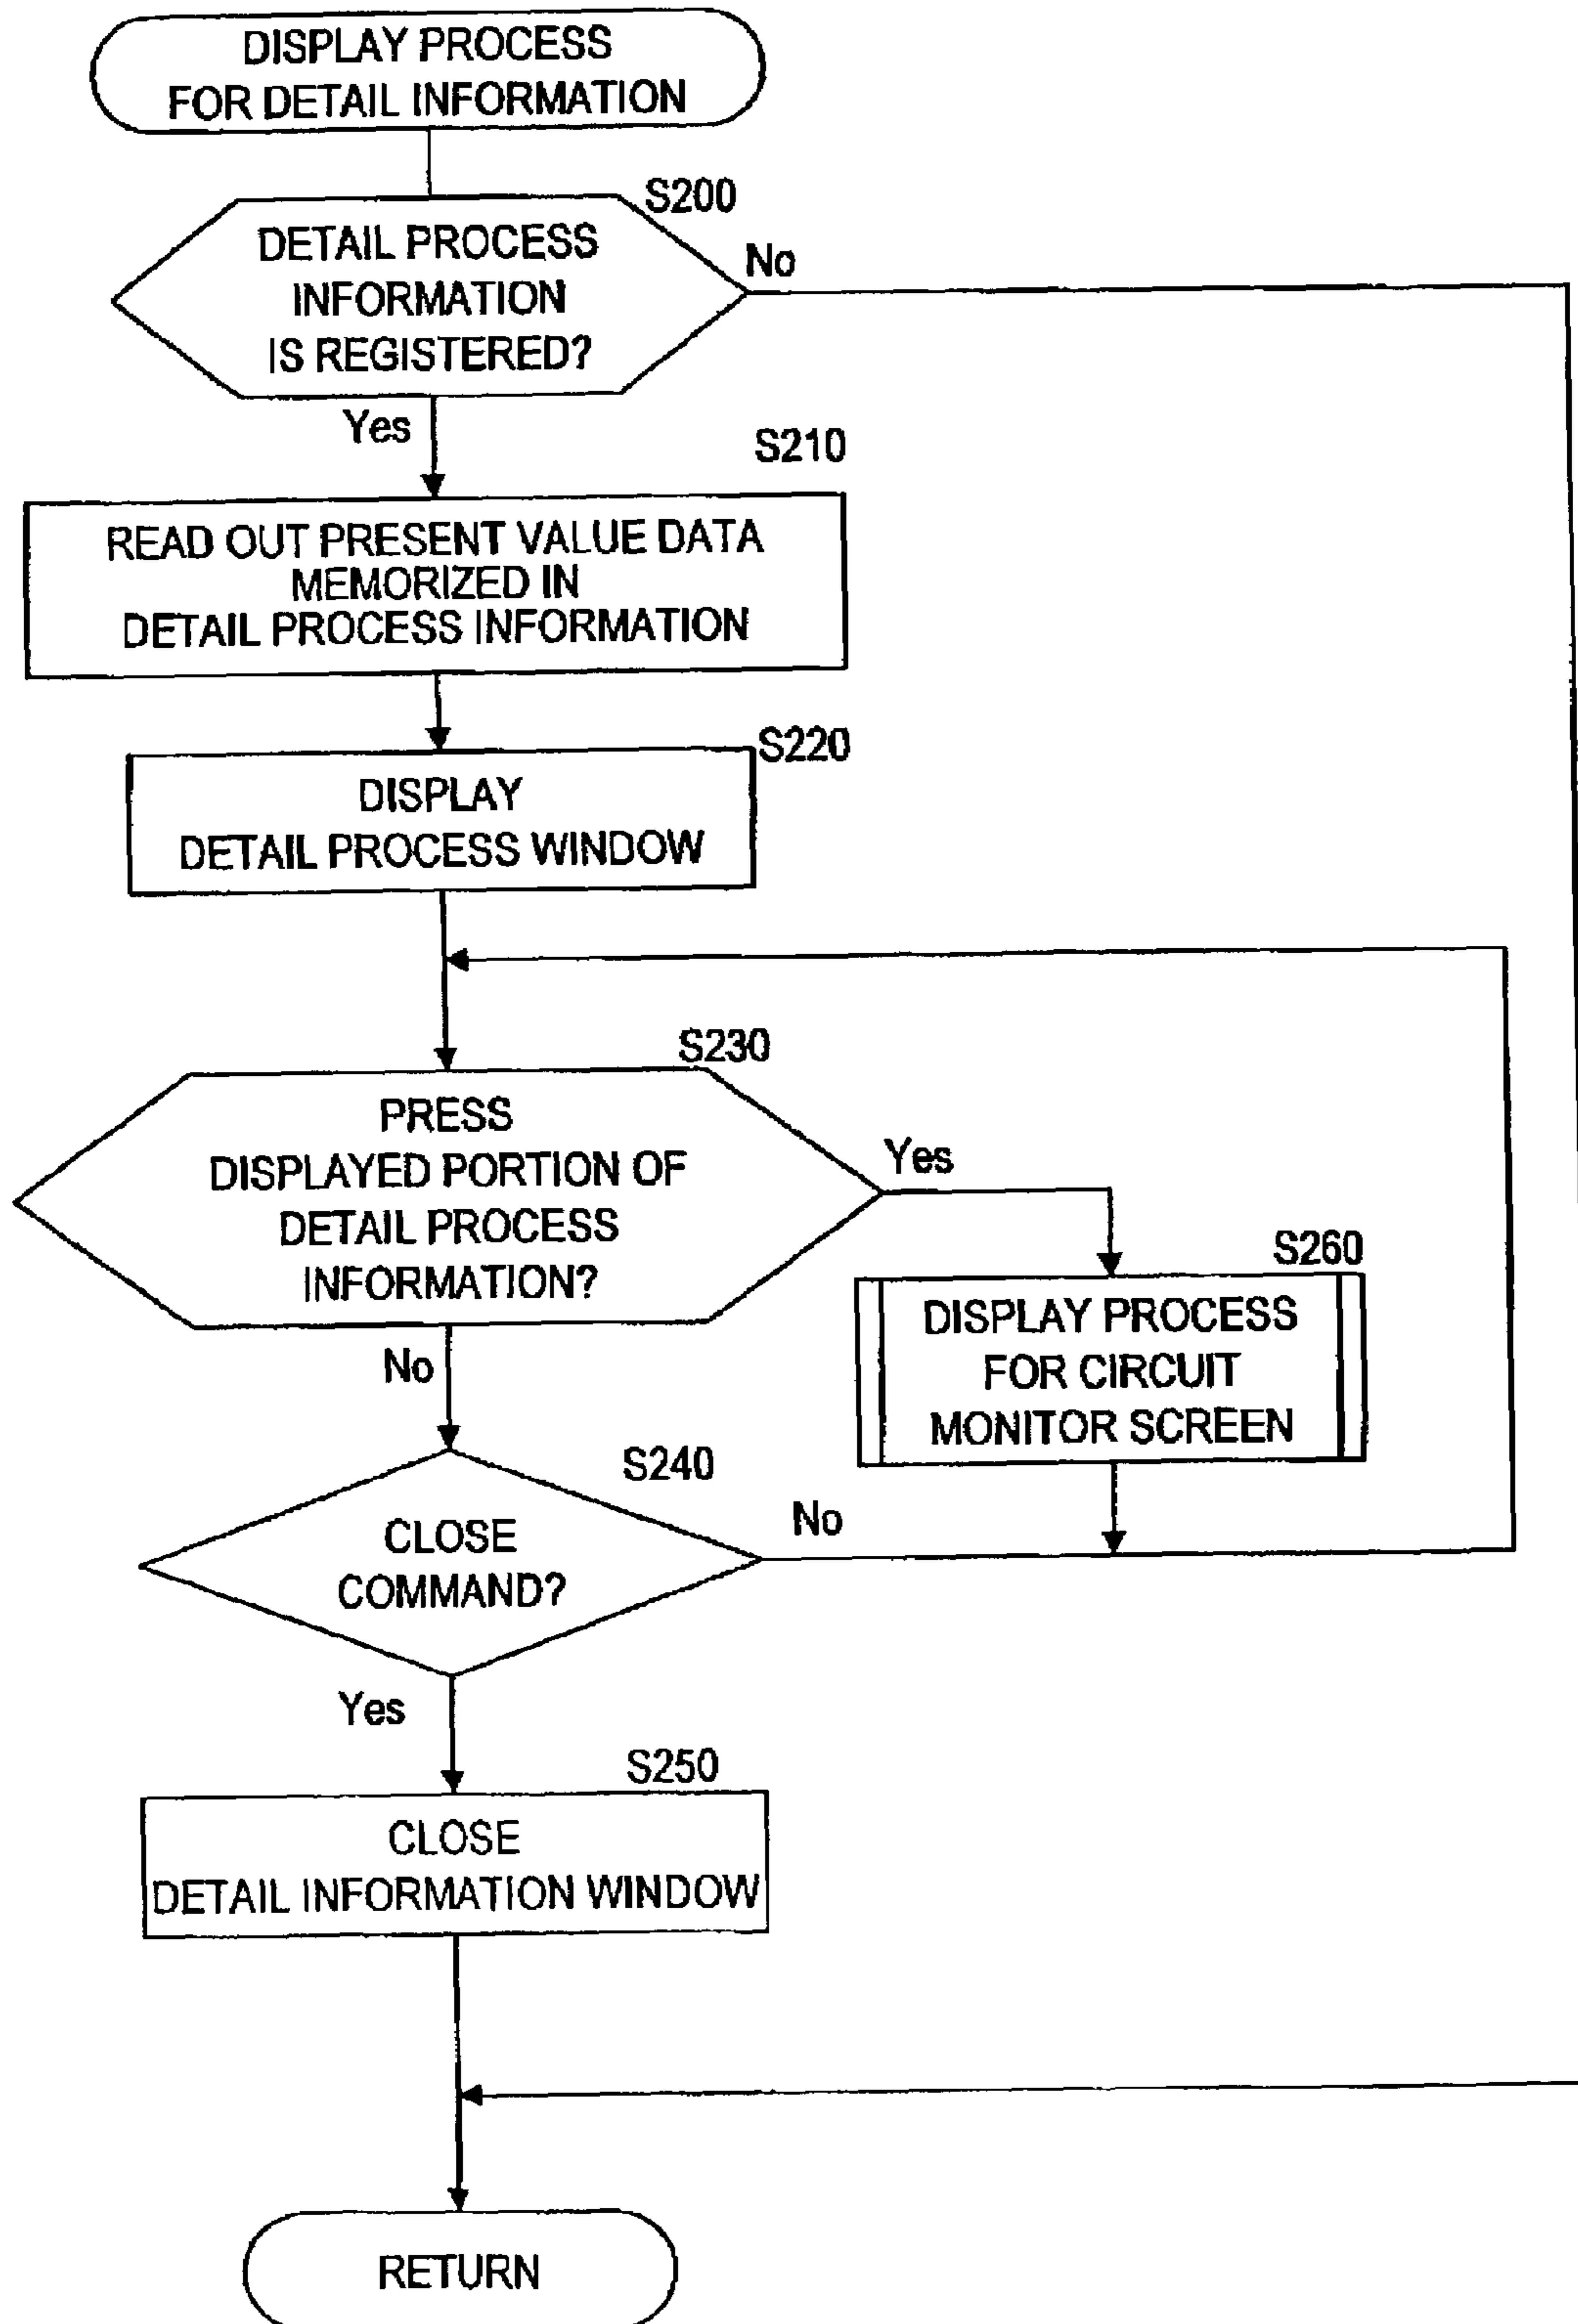 DISPLAY PROCESS
FOR DETAIL INFORMATION
S200
DETAIL PROCESS
INFORMATION
IS REGISTERED?
No
Yes
S210
READ OUT PRESENT VALUE DATA
MEMORIZED IN
DETAIL PROCESS INFORMATION
S220
DISPLAY
DETAIL PROCESS WINDOW
S230
PRESS
DISPLAYED PORTION OF
DETAIL PROCESS
INFORMATION?
Yes
No
S260
DISPLAY PROCESS
FOR CIRCUIT
MONITOR SCREEN
S240
CLOSE
COMMAND?
No
Yes
S250
CLOSE
DETAIL INFORMATION WINDOW
RETURN